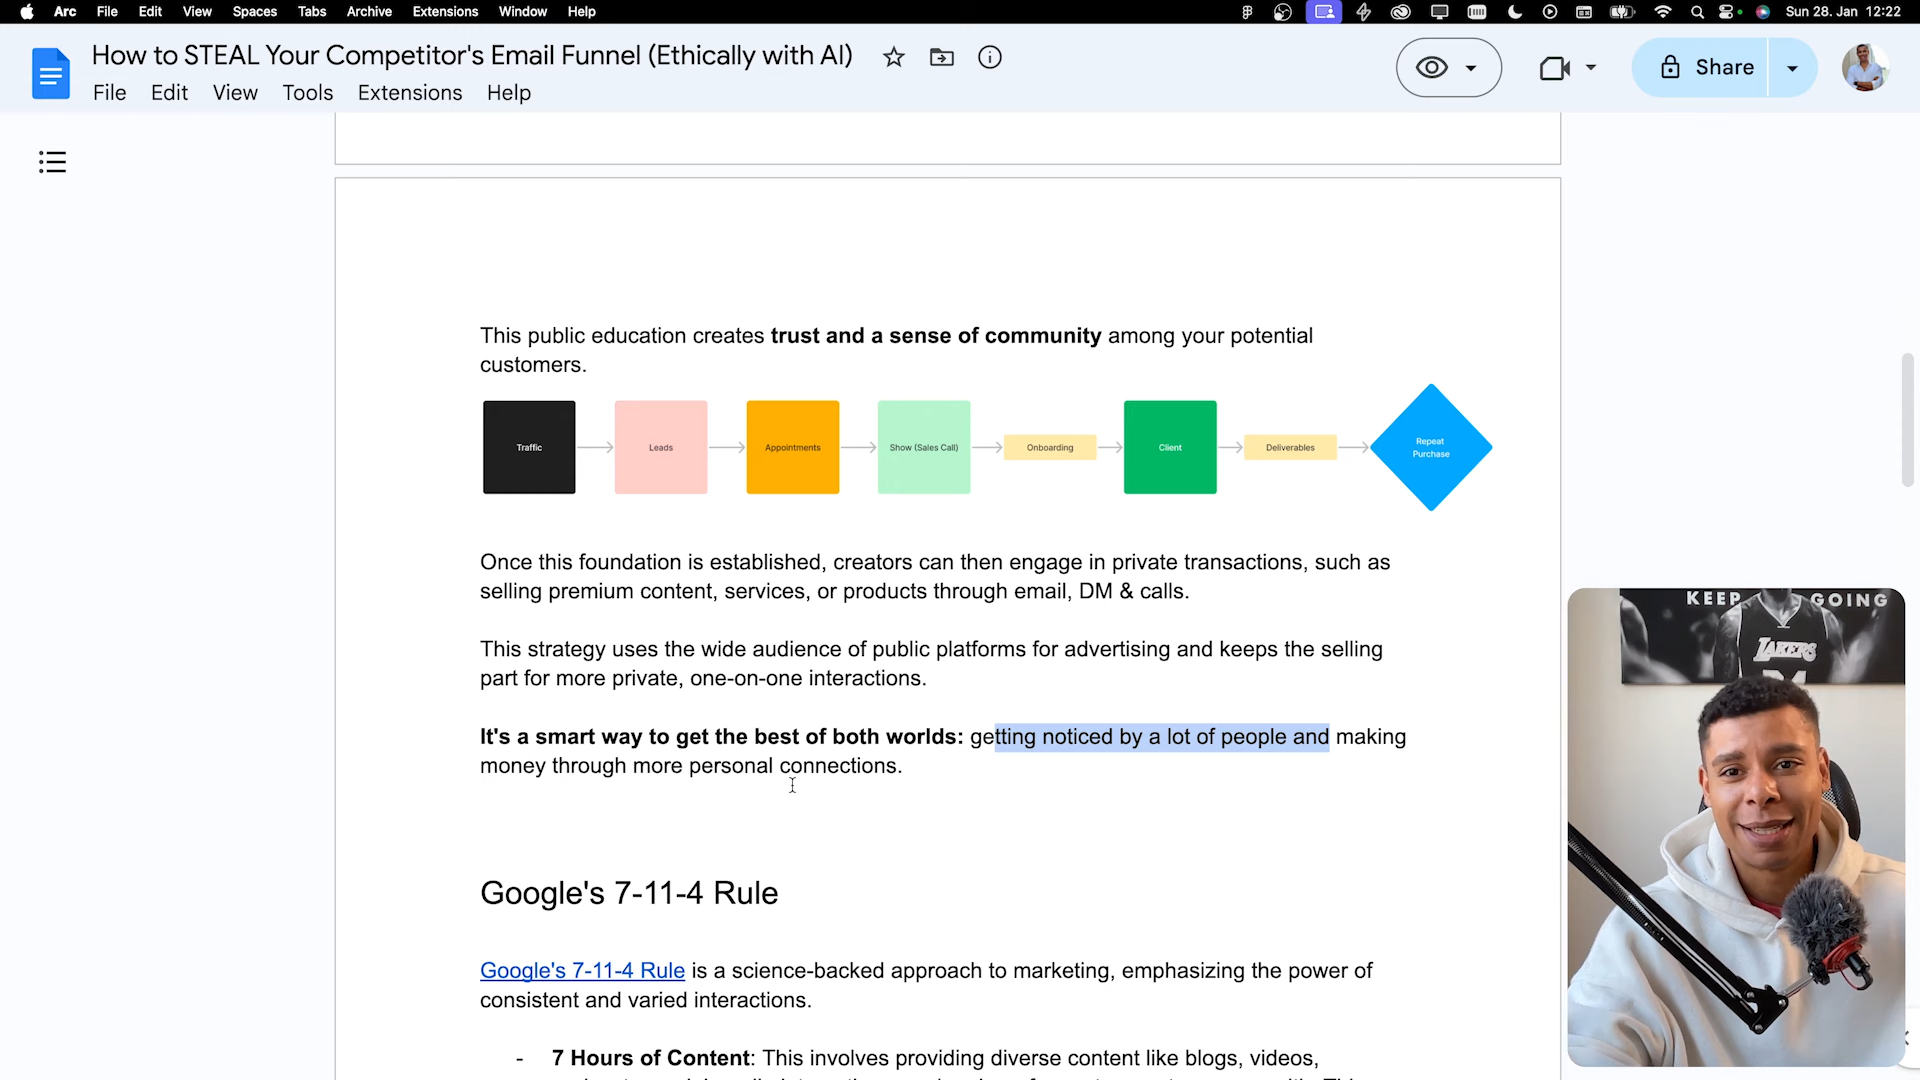 Arc File Edit View Spaces Tabs Archive Extensions Window Help Sun 28. Jan 12:22
How to STEAL Your Competitor's Email Funnel (Ethically with AI)
Share
File Edit View Tools Extensions Help
This public education creates trust and a sense of community among your potential
customers.
Traffic Leads Appointments Show (Sales Call) Onboarding Client Deliverables Repeat
Purchase
Once this foundation is established, creators can then engage in private transactions, such as
selling premium content, services, or products through email, DM & calls.
This strategy uses the wide audience of public platforms for advertising and keeps the selling
part for more private, one-on-one interactions.
It's a smart way to get the best of both worlds: getting noticed by a lot of people and making
money through more personal connections.
KEEP GOING
LAKERS
Google's 7-11-4 Rule
Google's 7-11-4 Rule is a science-backed approach to marketing, emphasizing the power of
consistent and varied interactions.
- 7 Hours of Content: This involves providing diverse content like blogs, videos,